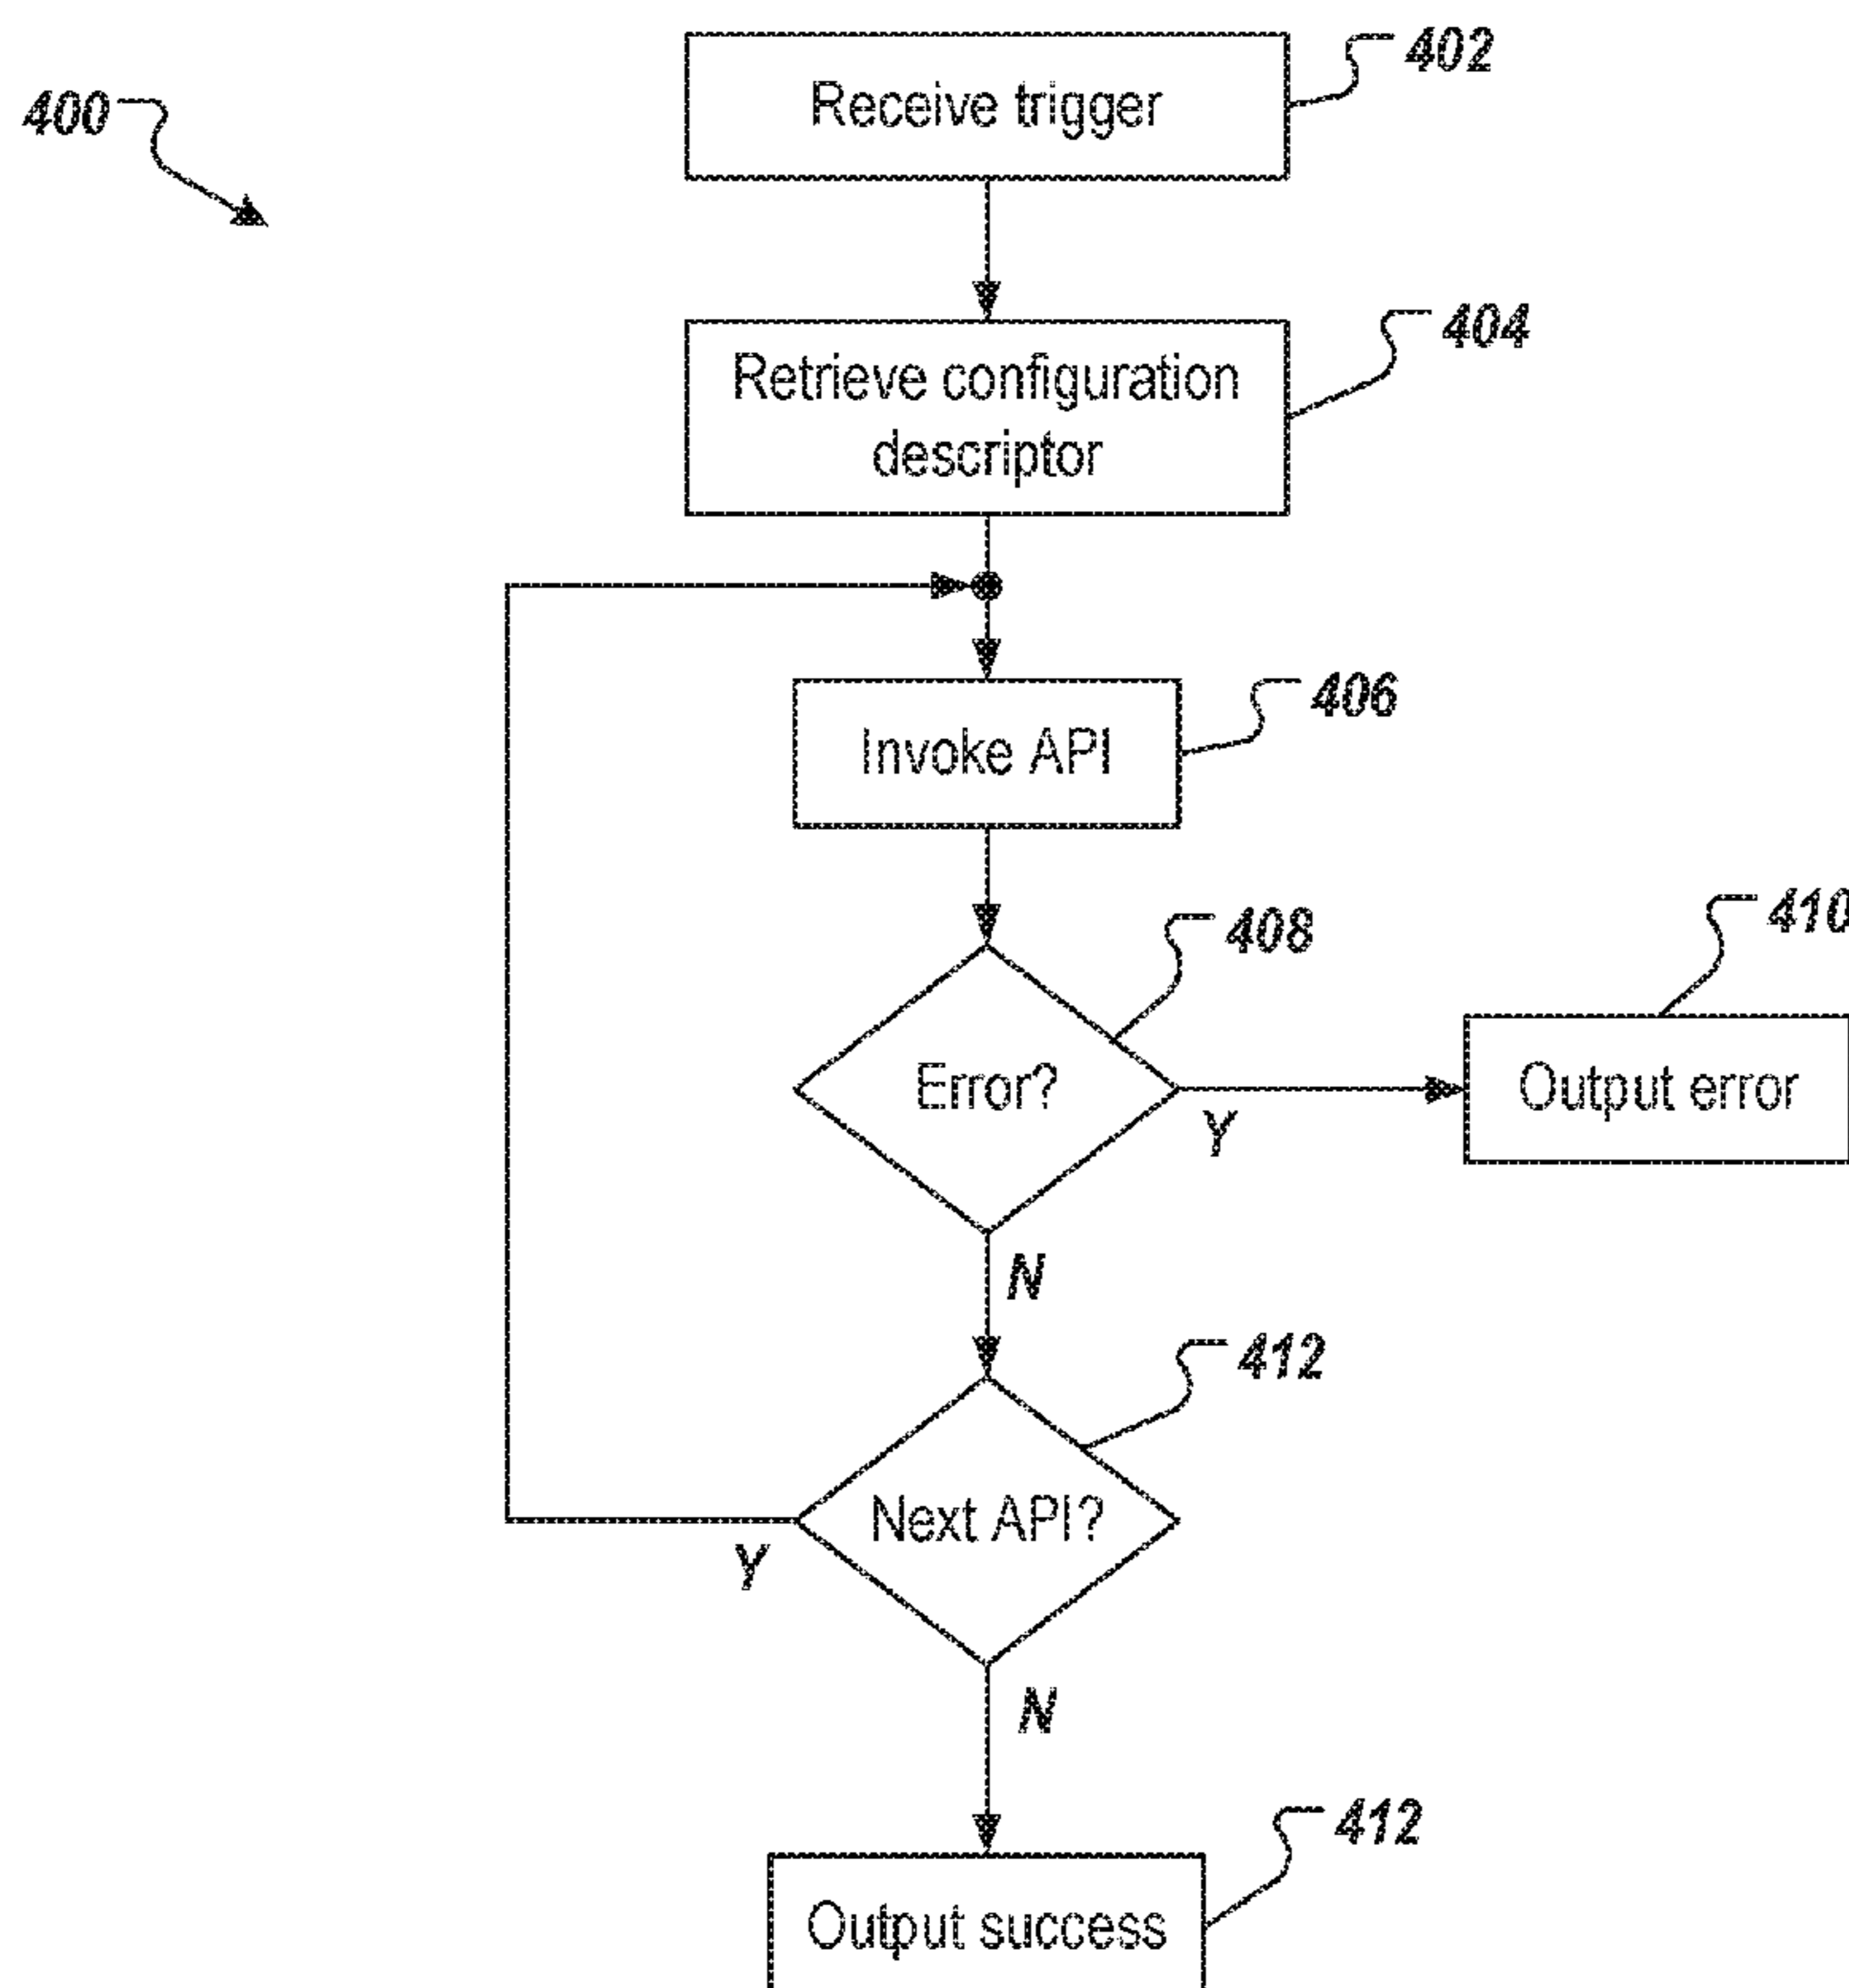 402
Receive trigger
400
404
Retrieve configuration
descriptor
406
Invoke API
408
410
Error?
Output error
Y
N
412
Next API?
Y
N
412
Output success